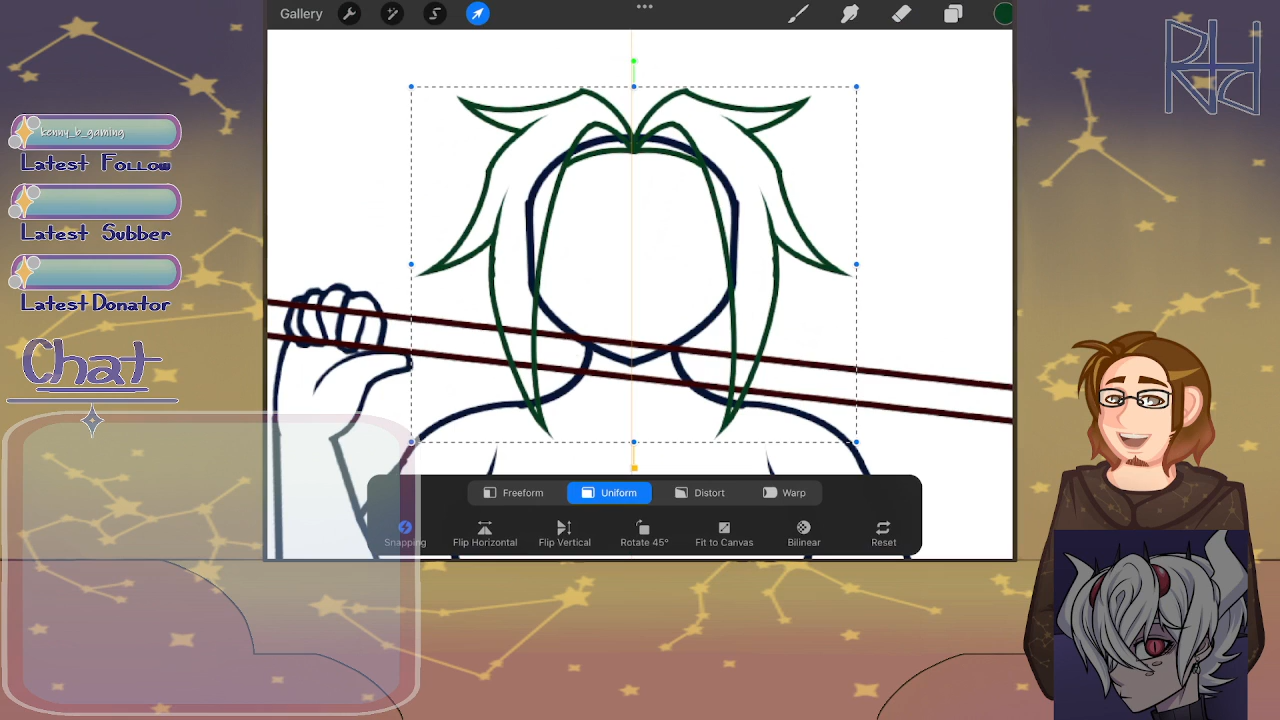 Gallery
kenny_b_gaming
Latest Follow
Latest Subber
Latest Donator
Chat
Freeform
Uniform
Distort
Warp
Snapping
Flip Horizontal
Flip Vertical
Rotate 45°
Fit to Canvas
Bilinear
Reset